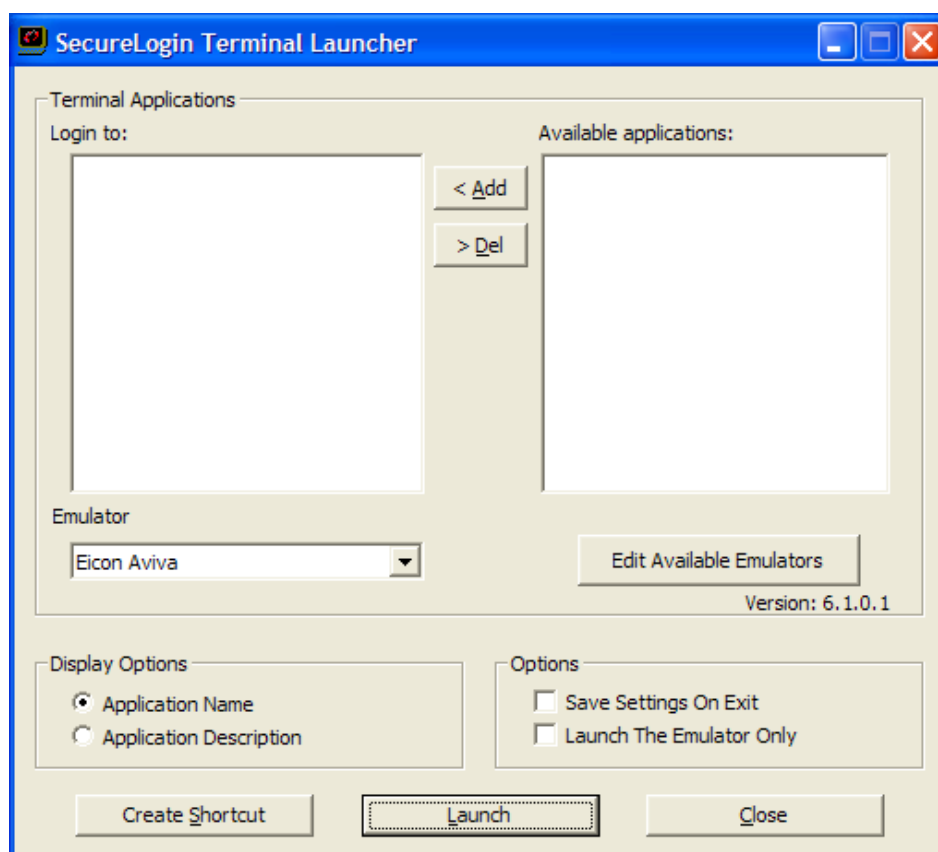 SecureLogin Terminal Launcher
Terminal Applications
Login to:
Available applications:
< Add
> Del
Emulator
Eicon Aviva
Edit Available Emulators
Version: 6.1.0.1
Display Options
Application Name
Application Description
Options
Save Settings On Exit
Launch The Emulator Only
Create Shortcut
Launch
Close